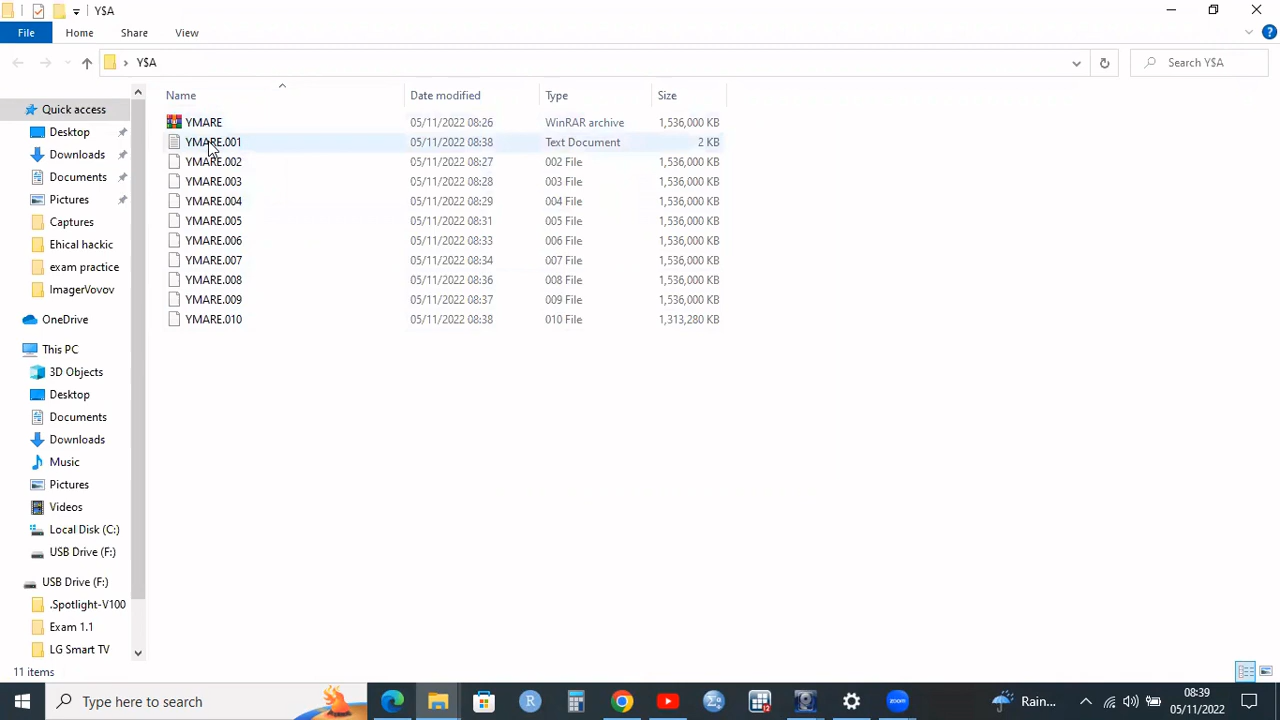 Y$A
File Home Share View
Y$A
Search Y$A
Name Date modified Type Size
Quick access
Desktop
Downloads
Documents
Pictures
Captures
Ehical hackic
exam practice
ImagerVovov
OneDrive
This PC
3D Objects
Desktop
Documents
Downloads
Music
Pictures
Videos
Local Disk (C:)
USB Drive (F:)
USB Drive (F:)
.Spotlight-V100
Exam 1.1
LG Smart TV
YMARE 05/11/2022 08:26 WinRAR archive 1,536,000 KB
YMARE.001 05/11/2022 08:38 Text Document 2 KB
YMARE.002 05/11/2022 08:27 002 File 1,536,000 KB
YMARE.003 05/11/2022 08:28 003 File 1,536,000 KB
YMARE.004 05/11/2022 08:29 004 File 1,536,000 KB
YMARE.005 05/11/2022 08:31 005 File 1,536,000 KB
YMARE.006 05/11/2022 08:33 006 File 1,536,000 KB
YMARE.007 05/11/2022 08:34 007 File 1,536,000 KB
YMARE.008 05/11/2022 08:36 008 File 1,536,000 KB
YMARE.009 05/11/2022 08:37 009 File 1,536,000 KB
YMARE.010 05/11/2022 08:38 010 File 1,313,280 KB
11 items
Type here to search
Rain...
08:39
05/11/2022